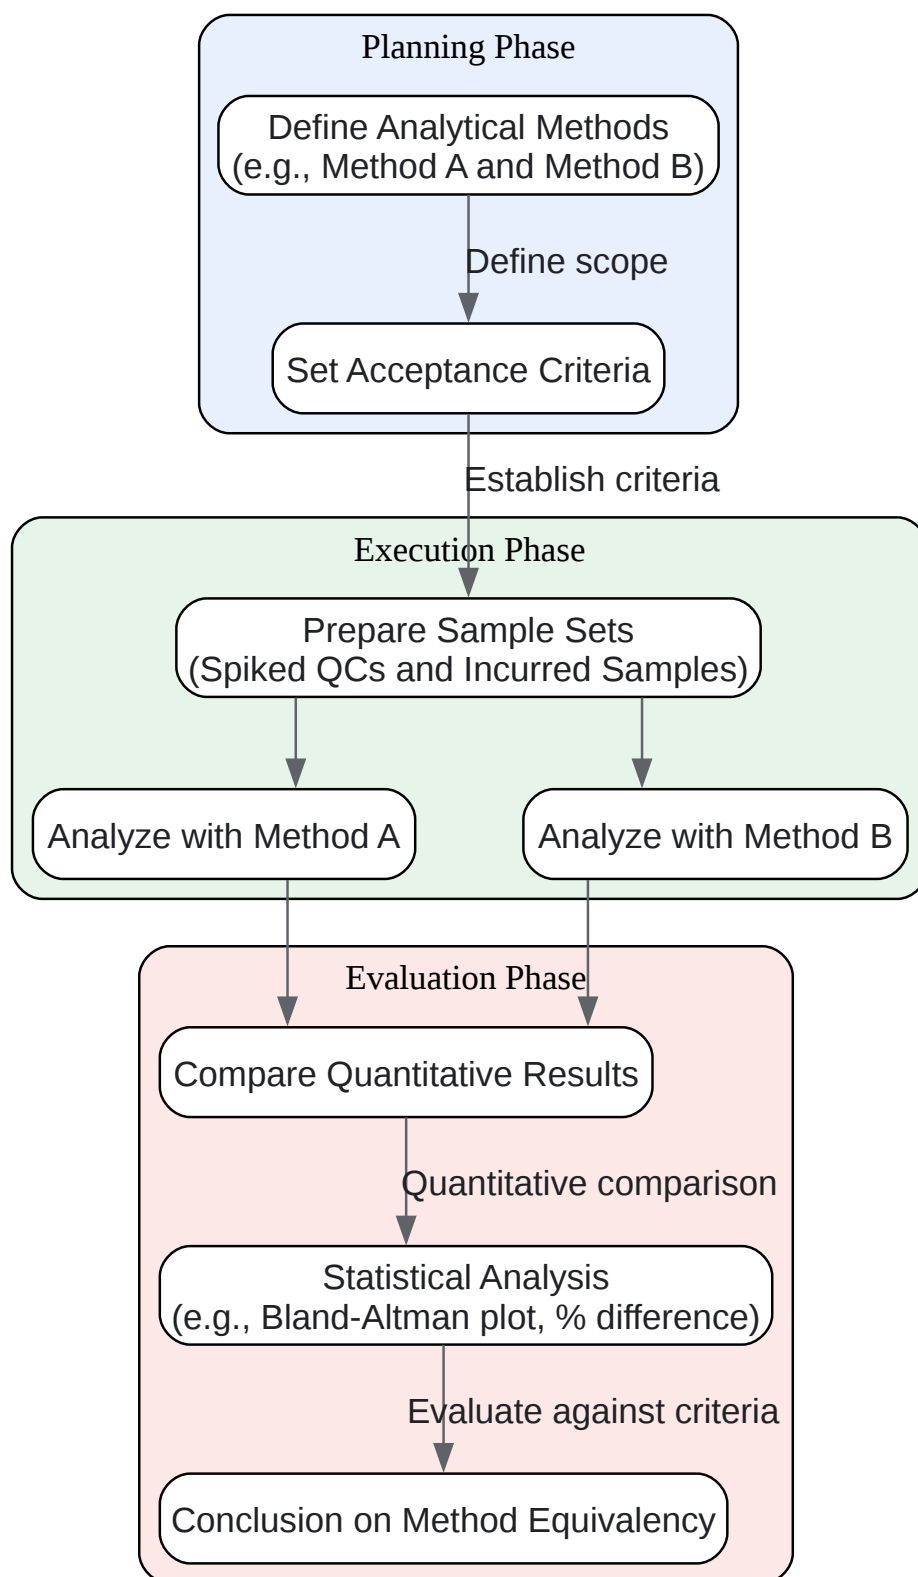 Planning Phase
Define Analytical Methods
(e.g., Method A and Method B)
Define scope
Set Acceptance Criteria
Establish criteria
Execution Phase
Prepare Sample Sets
(Spiked QCs and Incurred Samples)
Analyze with Method A
Analyze with Method B
Evaluation Phase
Compare Quantitative Results
Quantitative comparison
Statistical Analysis
(e.g., Bland-Altman plot, % difference)
Evaluate against criteria
Conclusion on Method Equivalency